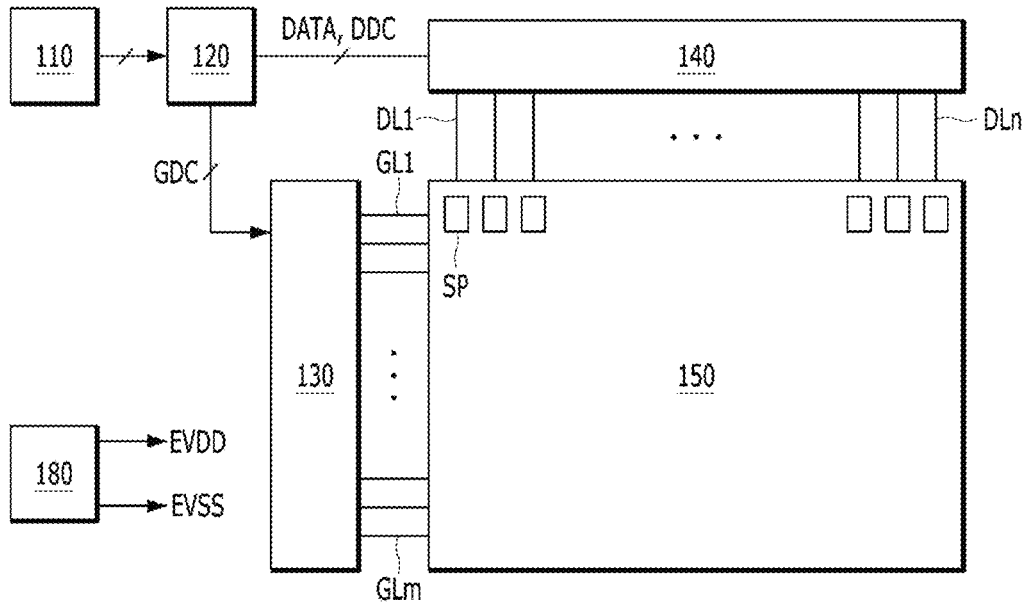 110
120
DATA, DDC
140
DL1
DLn
GDC
GL1
SP
130
150
180
EVDD
EVSS
GLm